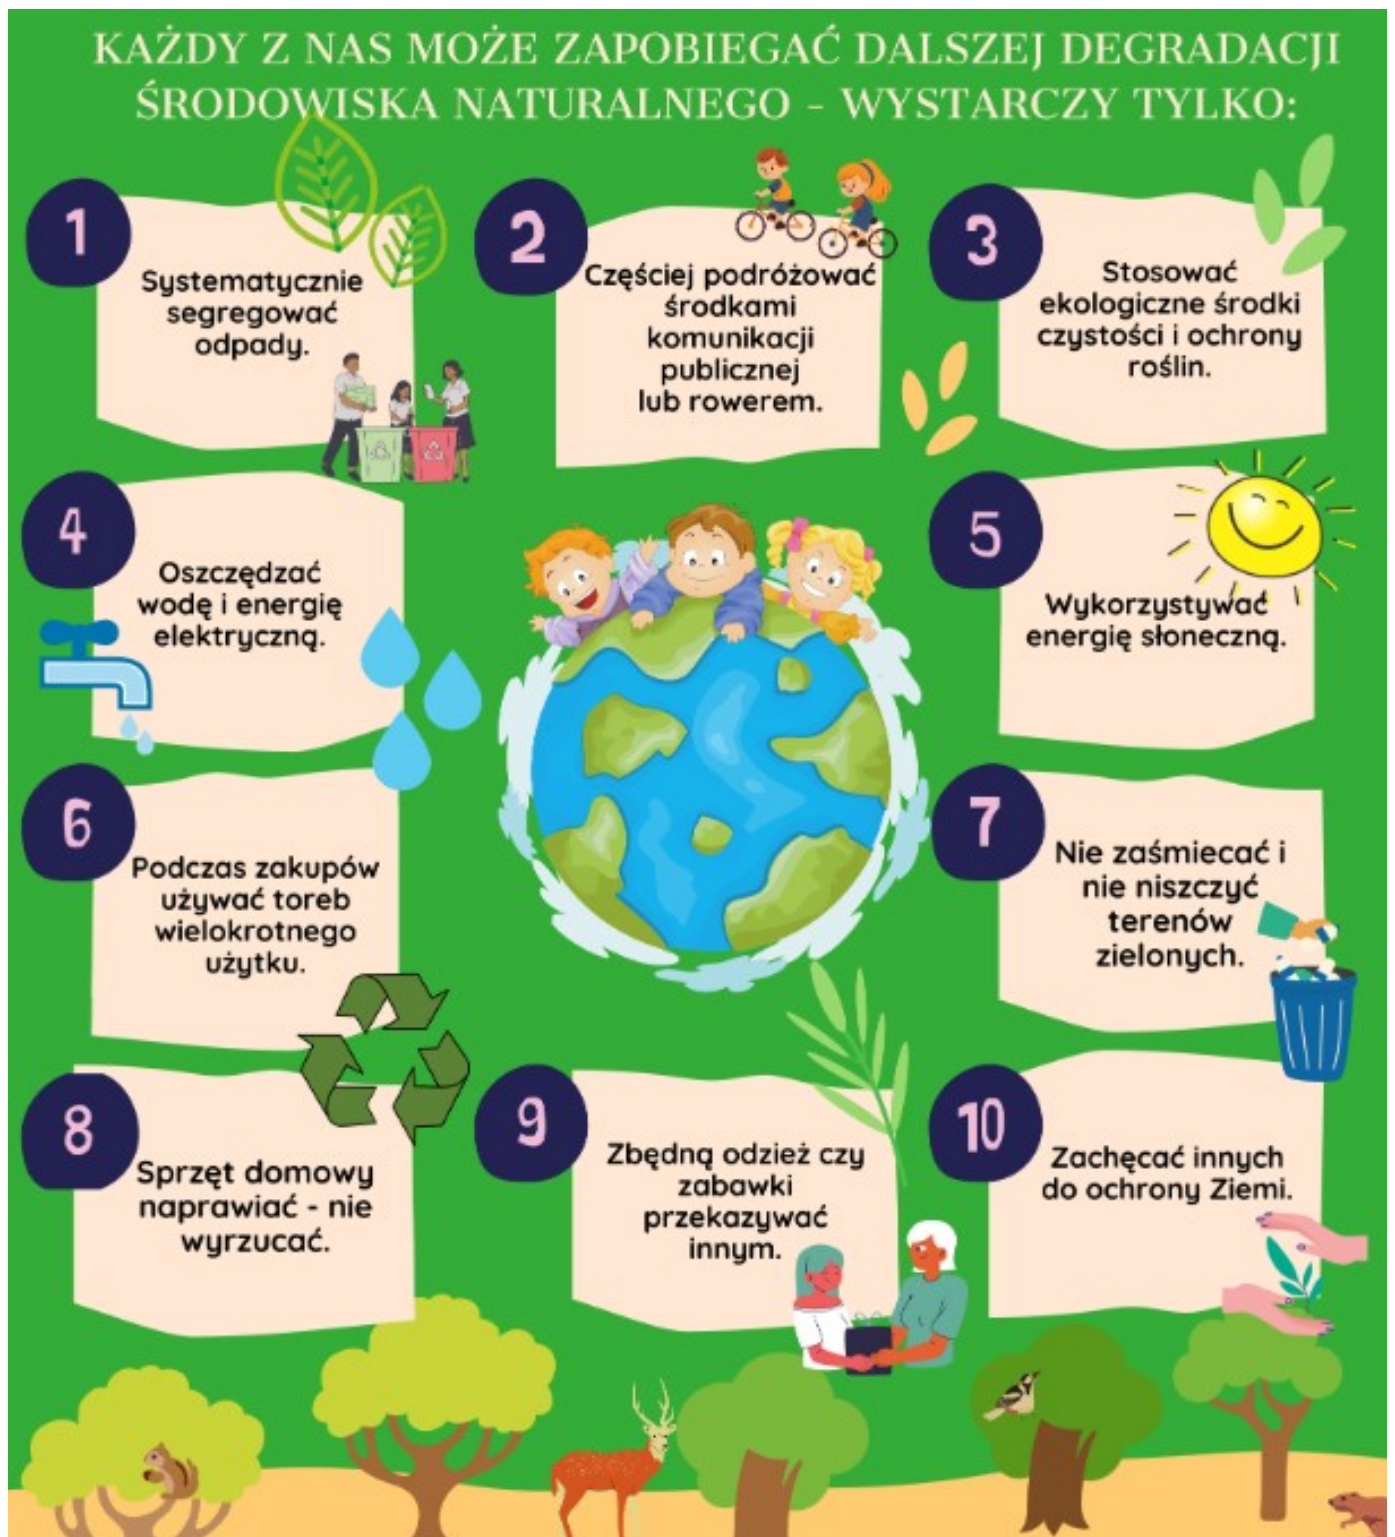 KAŻDY Z NAS MOŻE ZAPOBIEGAĆ DALSZEJ DEGRADACJI
ŚRODOWISKA NATURALNEGO - WYSTARCZY TYLKO:
1
Systematycznie
segregować
odpady.
2
Częściej podróżować
środkami
komunikacji
publicznej
lub rowerem.
3
Stosować
ekologiczne środki
czystości i ochrony
roślin.
4
Oszczędzać
wodę i energię
elektryczną.
5
Wykorzystywać
energię słoneczną.
6
Podczas zakupów
używać toreb
wielokrotnego
użytku.
7
Nie zaśmiecać i
nie niszczyć
terenów
zielonych.
8
Sprzęt domowy
naprawiać - nie
wyrzucać.
9
Zbędną odzież czy
zabawki
przekazywać
innym.
10
Zachęcać innych
do ochrony Ziemi.